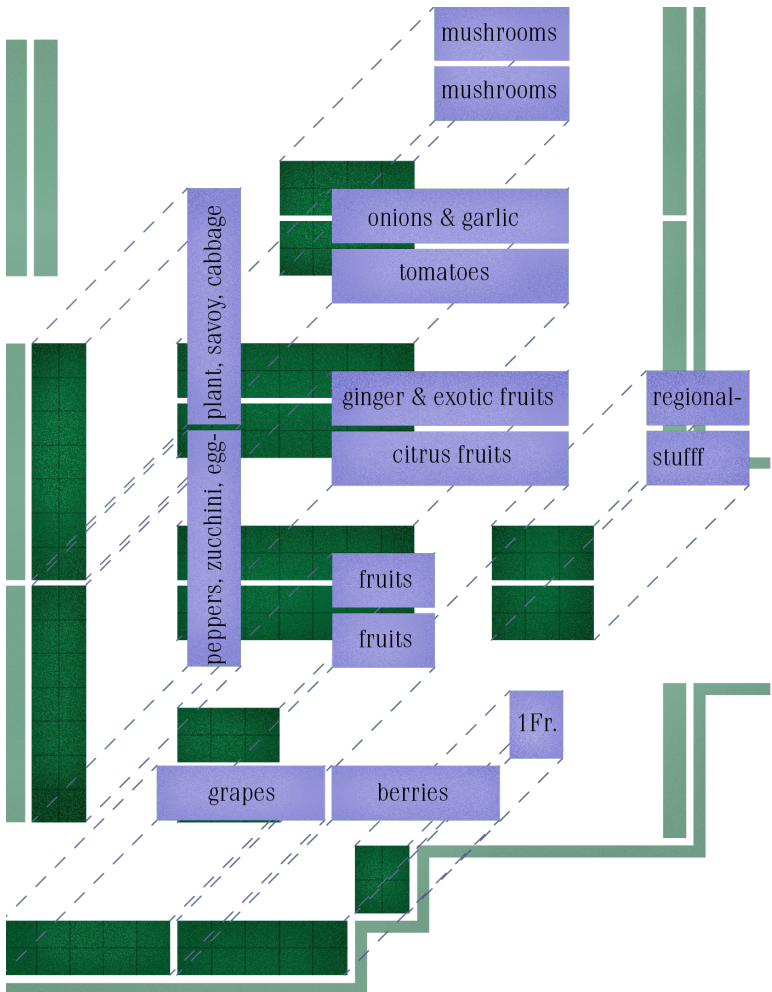 mushrooms
mushrooms
onions & garlic
tomatoes
peppers, zucchini, egg-plant, savoy, cabbage
ginger & exotic fruits
citrus fruits
regional-
stufff
fruits
fruits
1Fr.
grapes
berries